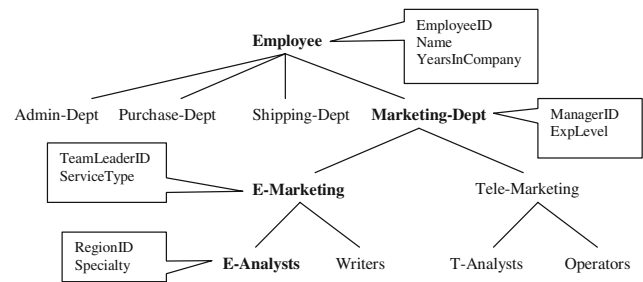 EmployeeID
Name
YearsInCompany
Employee
Admin-Dept Purchase-Dept Shipping-Dept Marketing-Dept
ManagerID
ExpLevel
TeamLeaderID
ServiceType
E-Marketing Tele-Marketing
RegionID
Specialty
E-Analysts Writers T-Analysts Operators